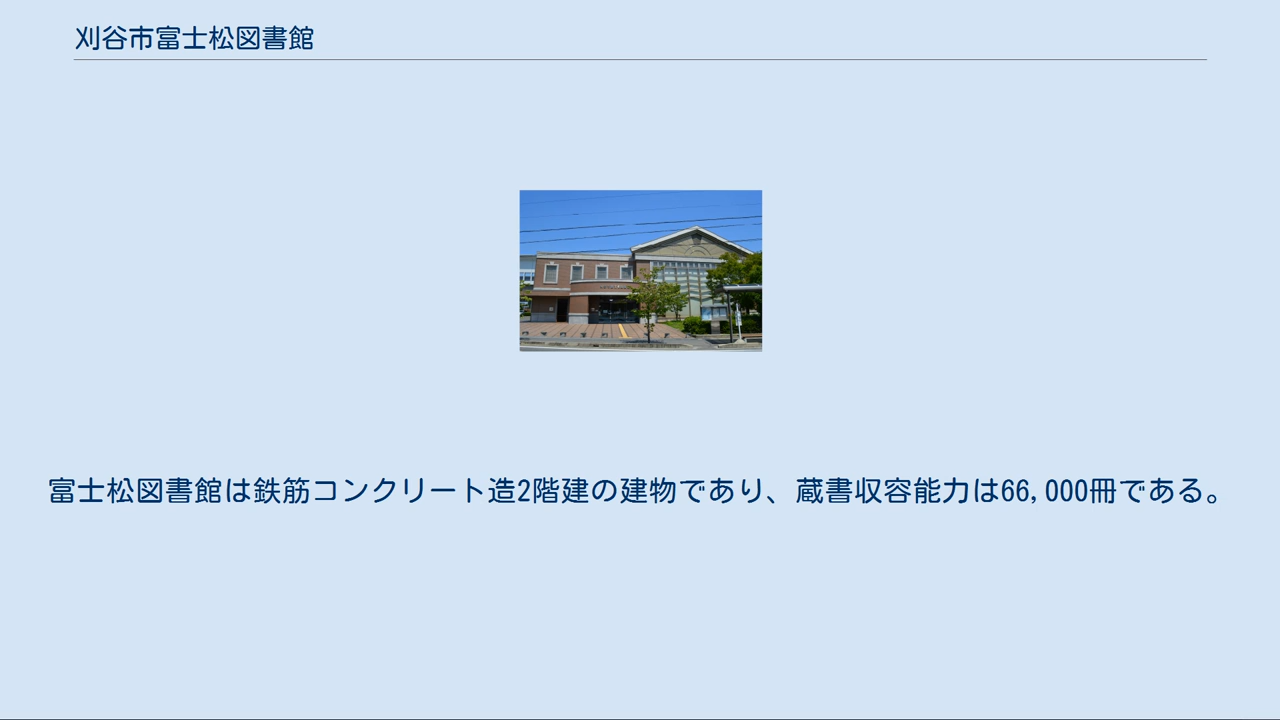 刈谷市富士松図書館
富士松図書館は鉄筋コンクリート造2階建の建物であり、蔵書収容能力は66,000冊である。